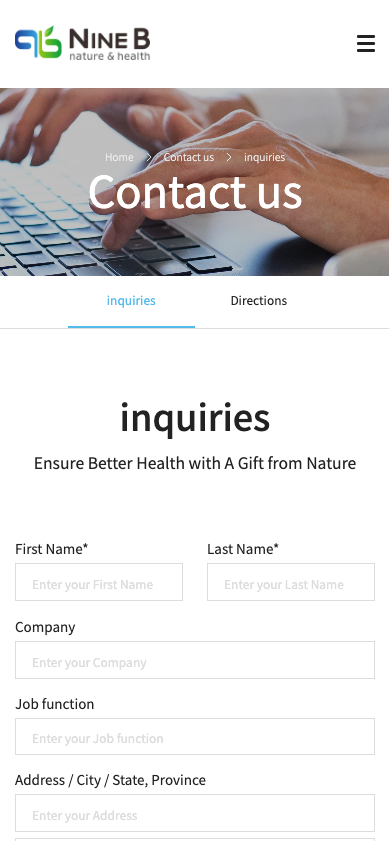 Nine B
nature & health
Home > Contact us > inquiries
Contact us
inquiries Directions
inquiries
Ensure Better Health with A Gift from Nature
First Name* Last Name*
Enter your First Name Enter your Last Name
Company
Enter your Company
Job function
Enter your Job function
Address / City / State, Province
Enter your Address